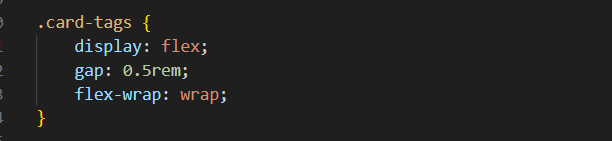 .card-tags {
display: flex;
gap: 0.5rem;
flex-wrap: wrap;
}